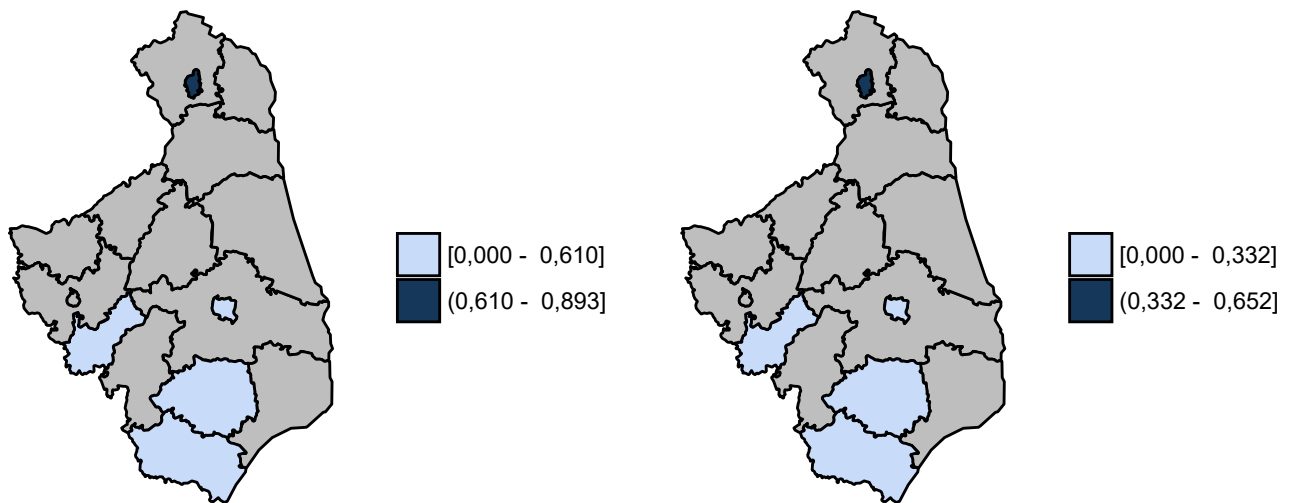 [0,000 - 0,610]
(0,610 - 0,893]
[0,000 - 0,332]
(0,332 - 0,652]